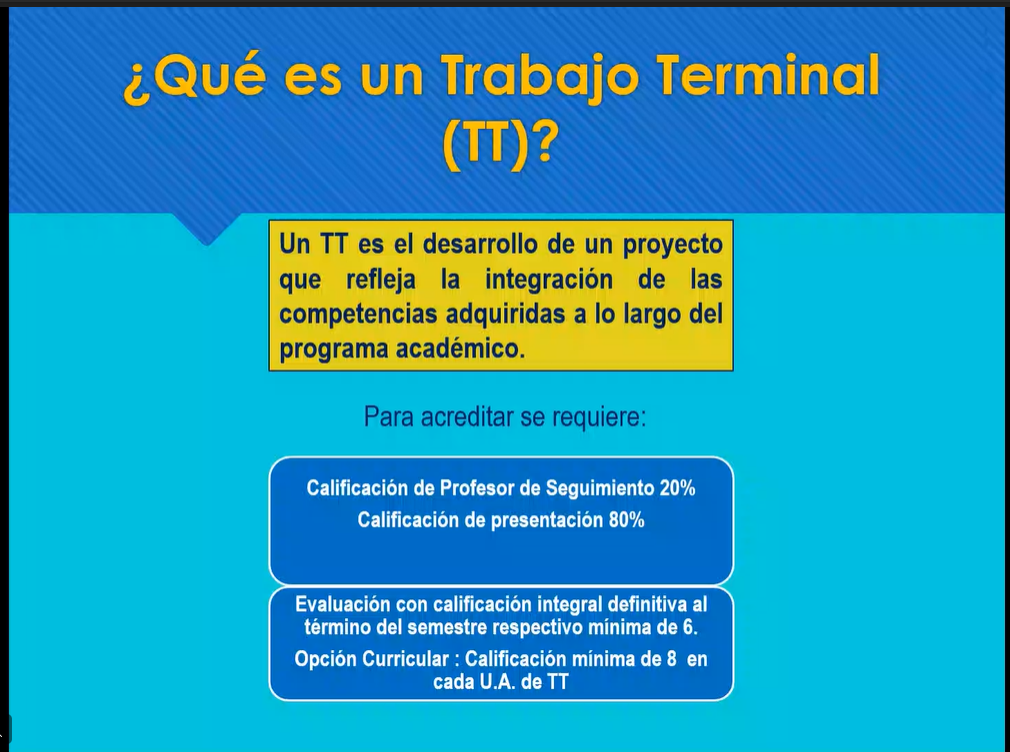 ¿Qué es un Trabajo Terminal
(TT)?
Un TT es el desarrollo de un proyecto
que refleja la integración de las
competencias adquiridas a lo largo del
programa académico.
Para acreditar se requiere:
Calificación de Profesor de Seguimiento 20%
Calificación de presentación 80%
Evaluación con calificación integral definitiva al
término del semestre respectivo mínima de 6.
Opción Curricular : Calificación mínima de 8 en
cada U.A. de TT